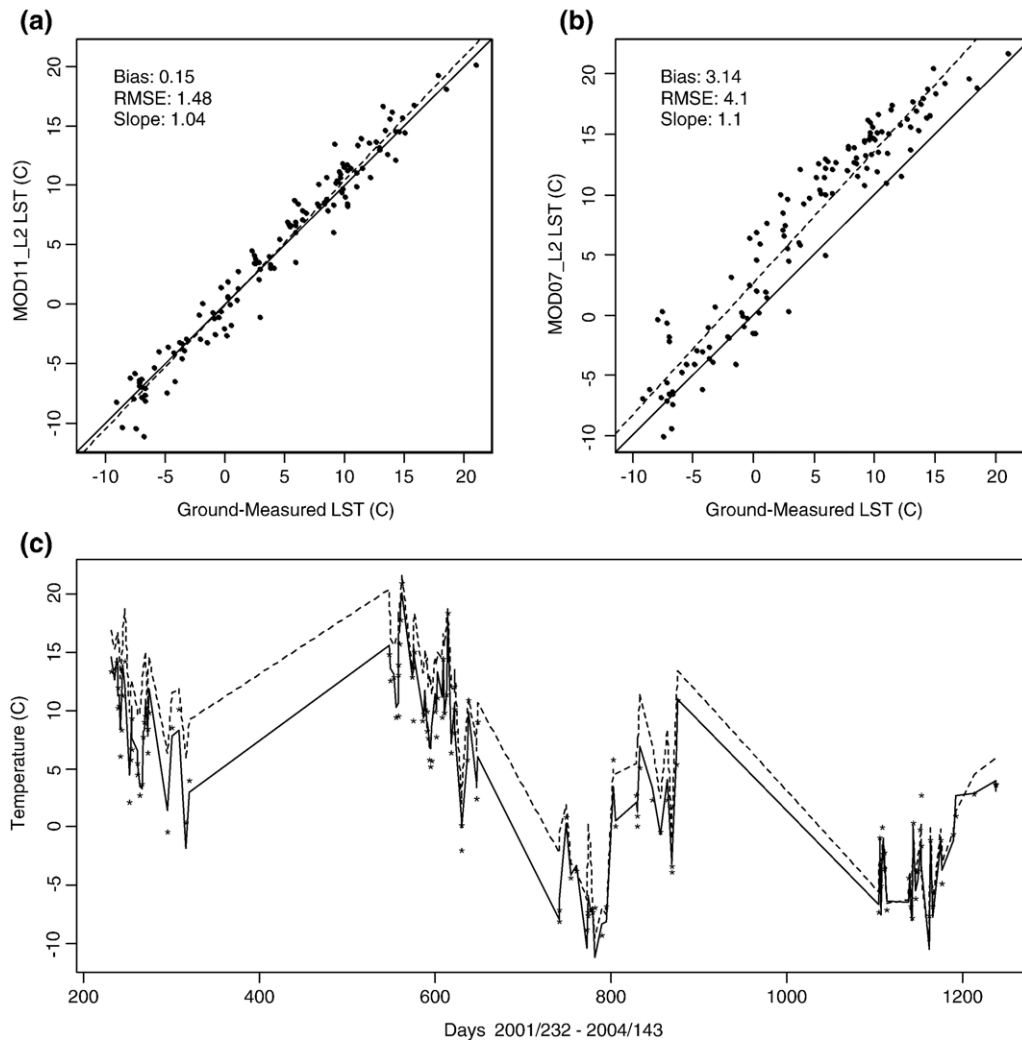 (a)
Bias: 0.15
RMSE: 1.48
Slope: 1.04
MOD11_L2 LST (C)
20
15
10
5
0
-5
-10
-10 -5 0 5 10 15 20
Ground-Measured LST (C)
(b)
Bias: 3.14
RMSE: 4.1
Slope: 1.1
MOD07_L2 LST (C)
20
15
10
5
0
-5
-10
-10 -5 0 5 10 15 20
Ground-Measured LST (C)
(c)
Temperature (C)
20
15
10
5
0
-5
-10
200 400 600 800 1000 1200
Days 2001/232 - 2004/143